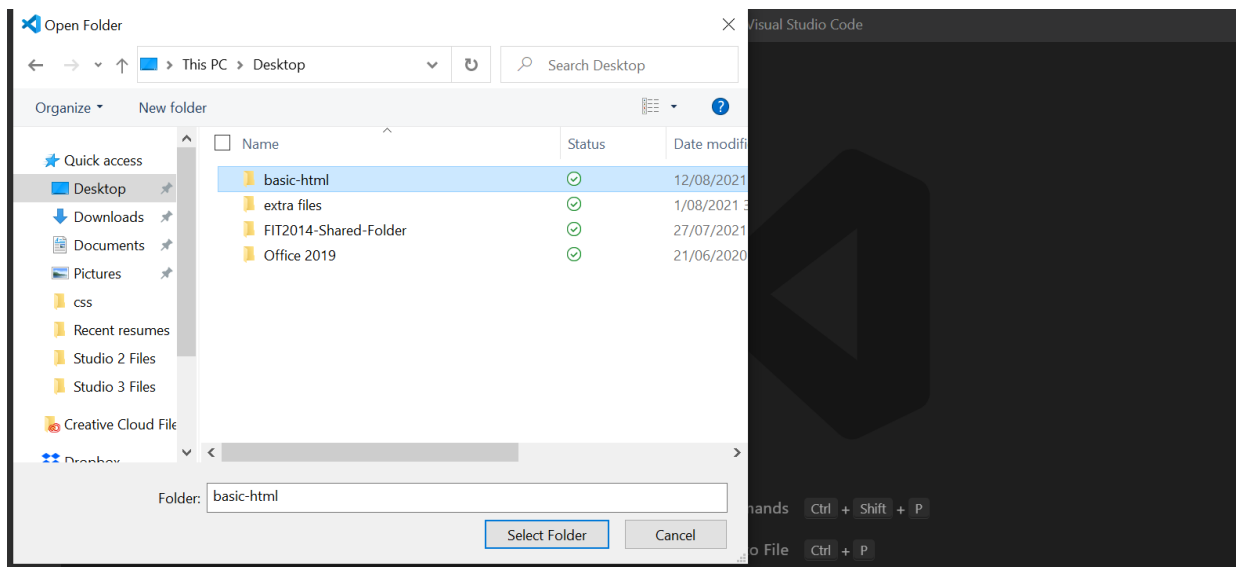 Open Folder
Visual Studio Code
This PC > Desktop
Search Desktop
Organize
New folder
?
Name
Status
Date modifi
Quick access
Desktop
Downloads
Documents
Pictures
css
Recent resumes
Studio 2 Files
Studio 3 Files
Creative Cloud File
Dropbox
basic-html 12/08/2021
extra files 1/08/2021 3
FIT2014-Shared-Folder 27/07/2021
Office 2019 21/06/2020
Folder: basic-html
Select Folder
Cancel
mands Ctrl + Shift + P
o File Ctrl + P